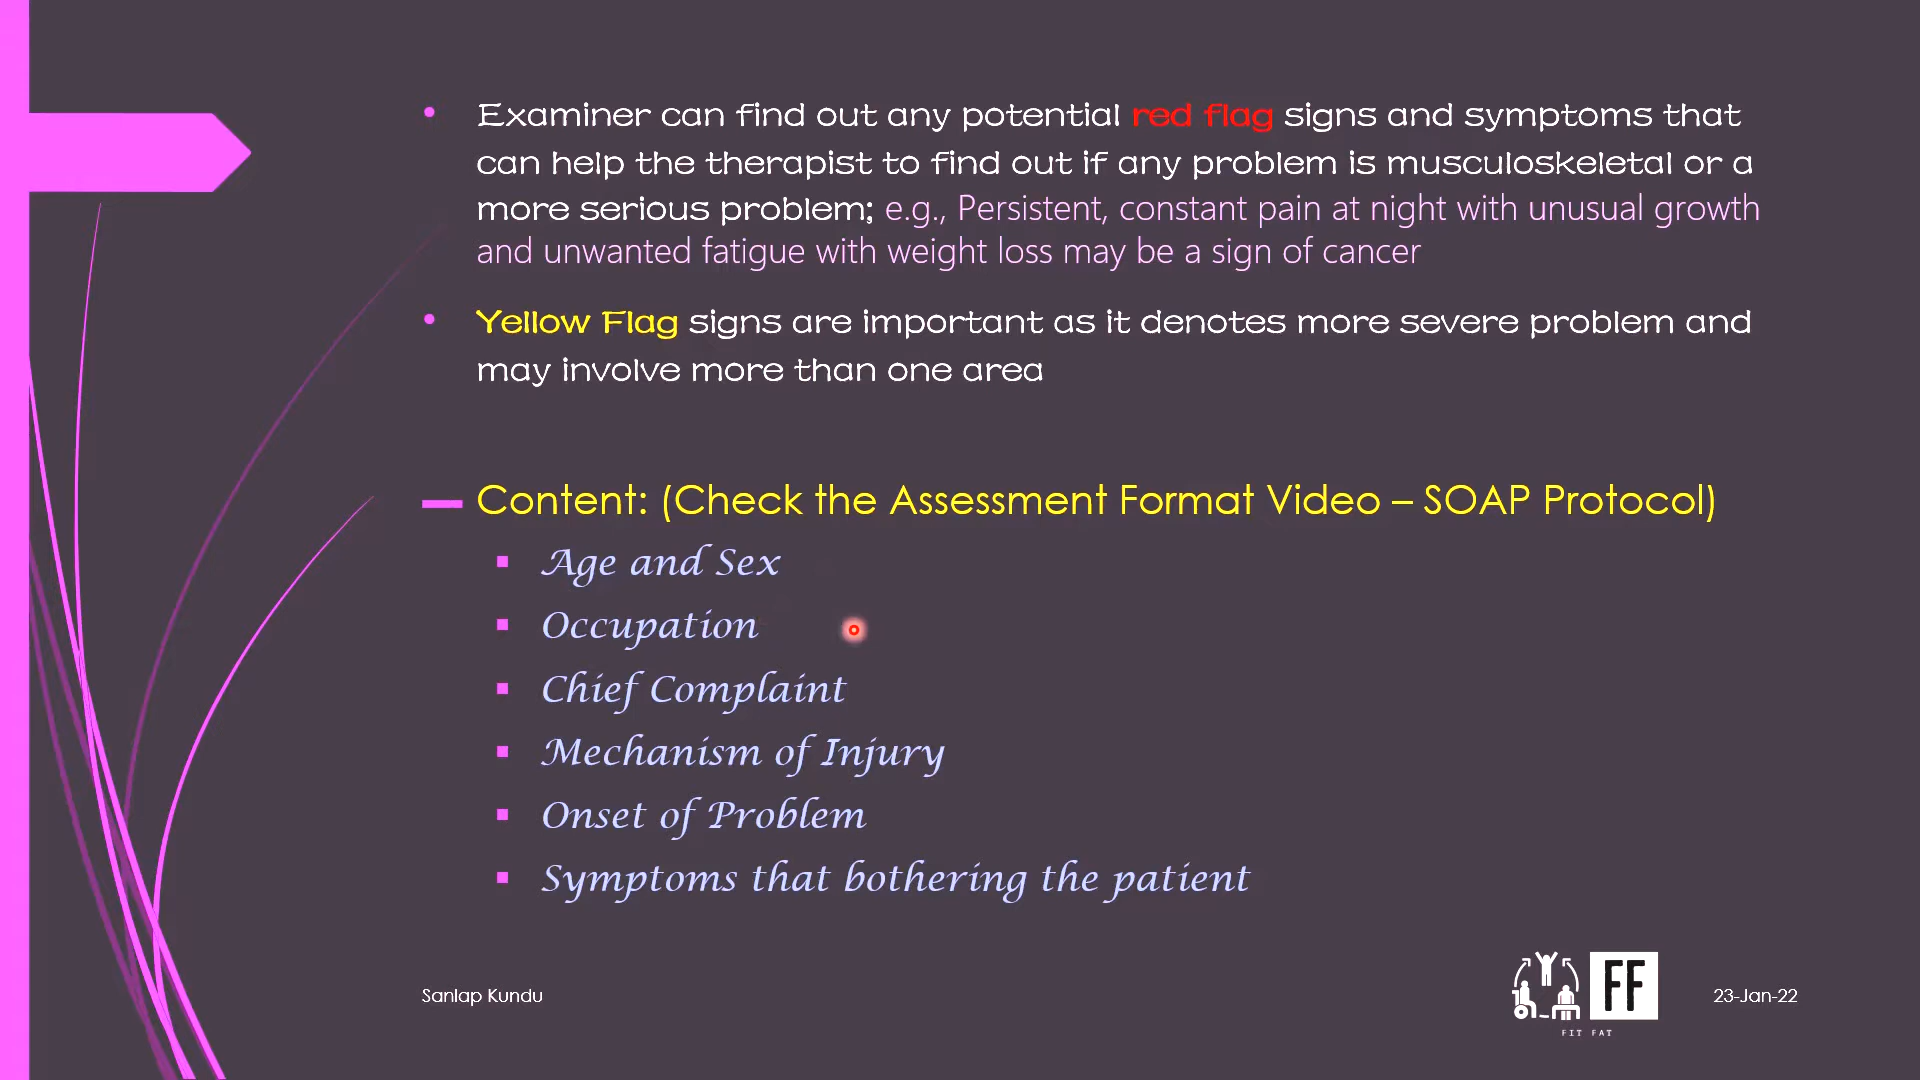 Examiner can find out any potential red flag signs and symptoms that
can help the therapist to find out if any problem is musculoskeletal or a
more serious problem; e.g., Persistent, constant pain at night with unusual growth
and unwanted fatigue with weight loss may be a sign of cancer
Yellow Flag signs are important as it denotes more severe problem and
may involve more than one area
Content: (Check the Assessment Format Video – SOAP Protocol)
Age and Sex
Occupation
Chief Complaint
Mechanism of Injury
Onset of Problem
Symptoms that bothering the patient
Sanlap Kundu
FF
FIT FAT
23-Jan-22